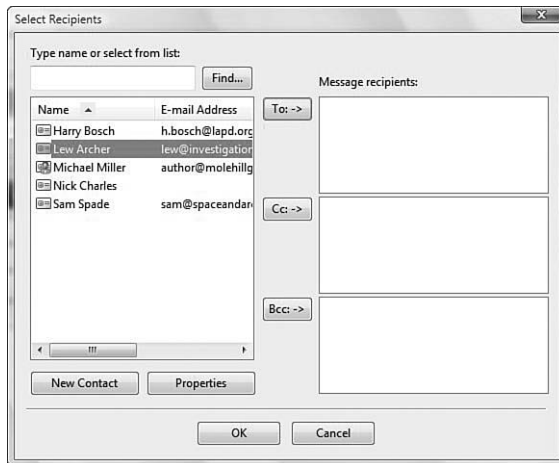 Select Recipients
X
Type name or select from list:
Find...
Message recipients:
Name E-mail Address
To: ->
Harry Bosch h.bosch@lapd.org
Lew Archer lew@investigation
Michael Miller author@molehillg
Nick Charles
Sam Spade sam@spaceandar
Cc: ->
Bcc: ->
New Contact Properties
OK Cancel